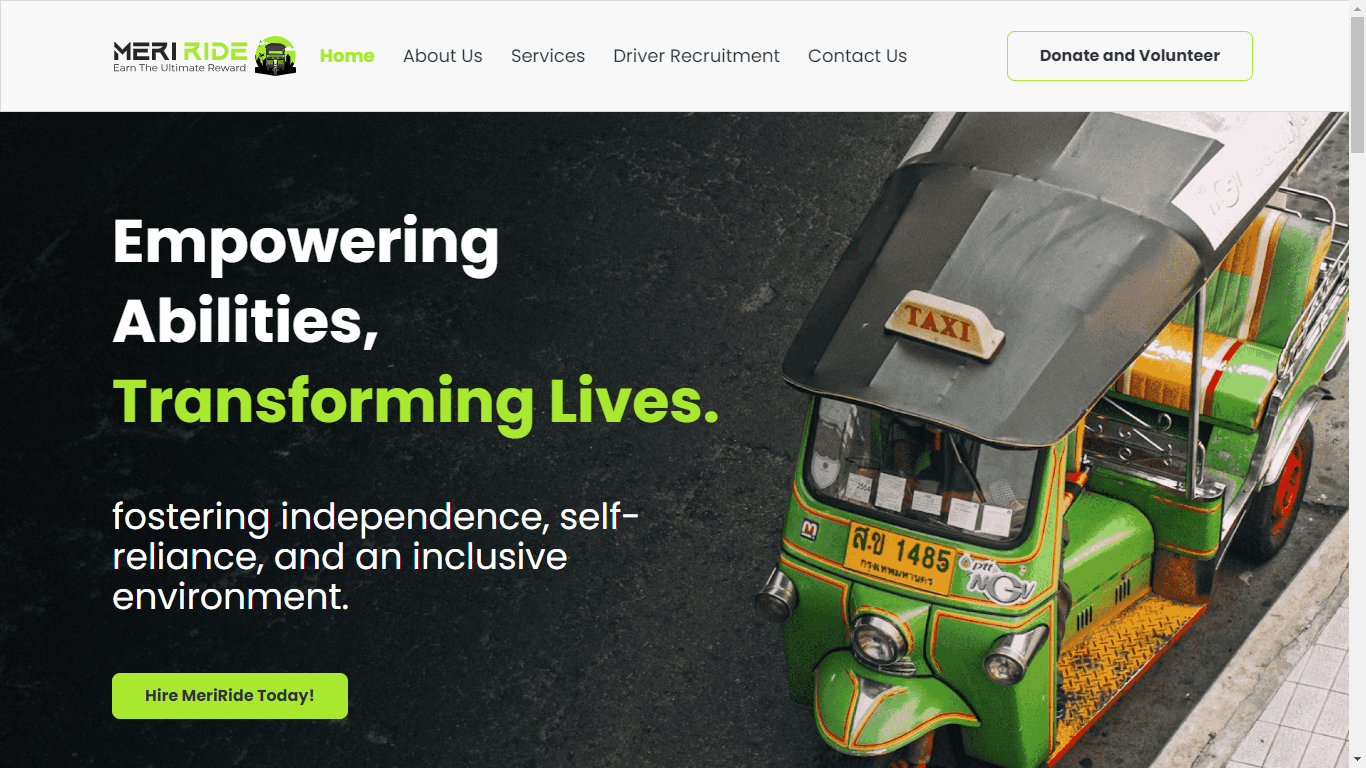 MERI RIDE
Earn The Ultimate Reward
Home
About Us
Services
Driver Recruitment
Contact Us
Donate and Volunteer
Empowering
Abilities,
Transforming Lives.
fostering independence, self-
reliance, and an inclusive
environment.
Hire MeriRide Today!
TAXI
ส.ข 1485
กรุงเทพมหานคร
ptt
NGV